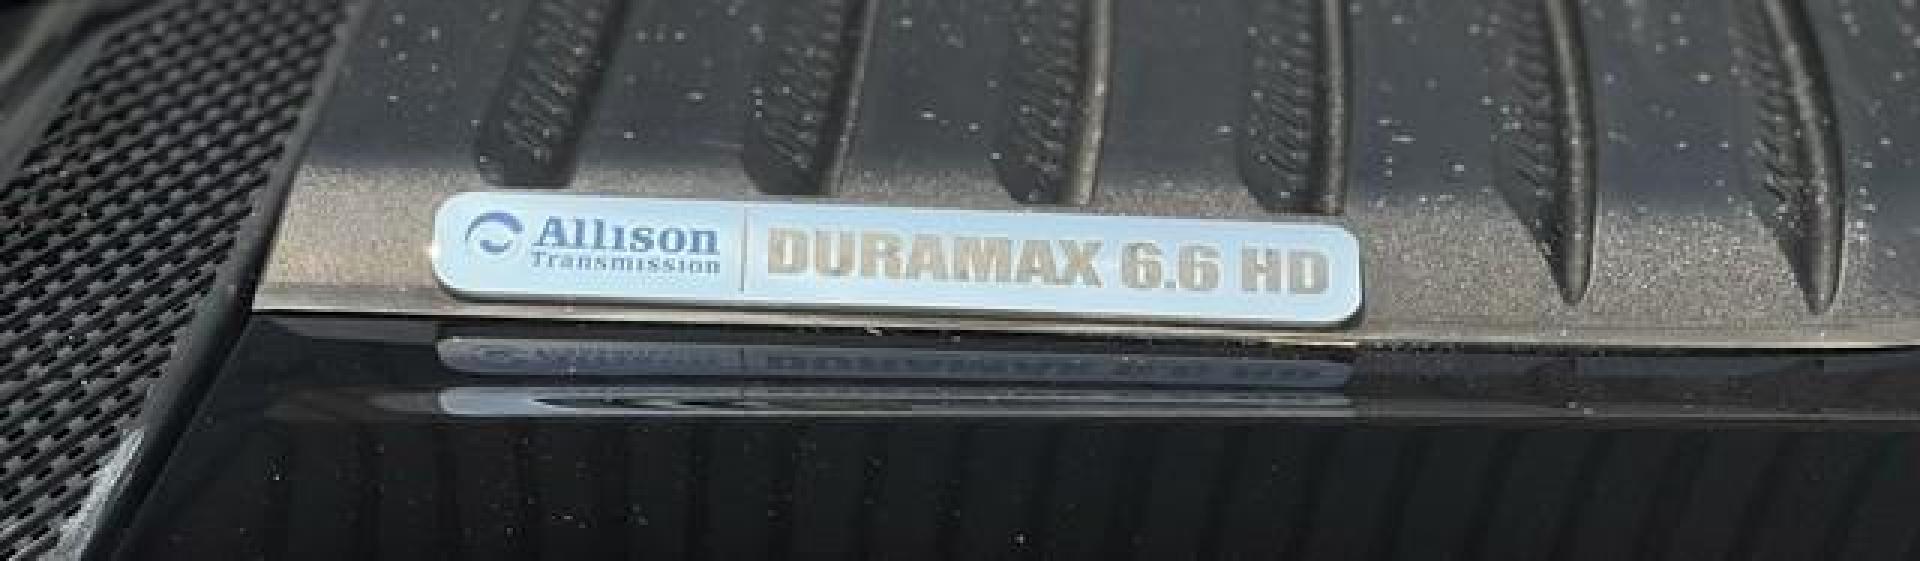 Allison
Transmission
DURAMAX 6.6 HD